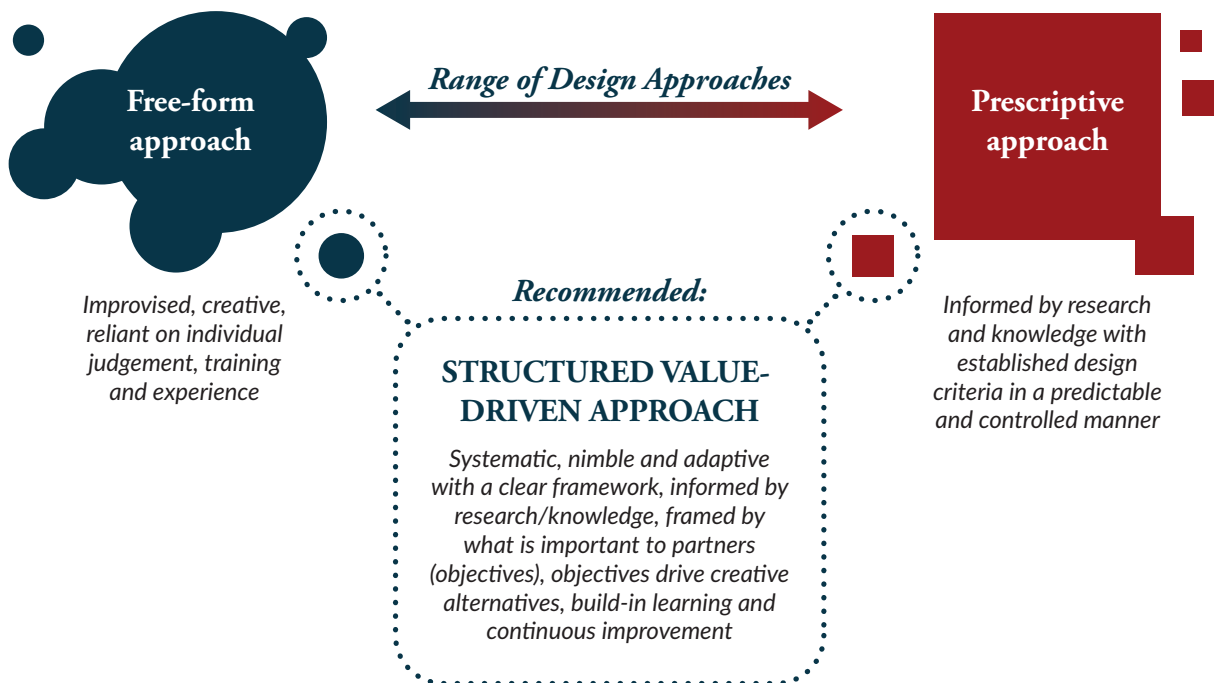 Free-form
approach
Range of Design Approaches
Prescriptive
approach
Improvised, creative,
reliant on individual
judgement, training
and experience
Recommended:
STRUCTURED VALUE-
DRIVEN APPROACH
Systematic, nimble and adaptive
with a clear framework, informed by
research/knowledge, framed by
what is important to partners
(objectives), objectives drive creative
alternatives, build-in learning and
continuous improvement
Informed by research
and knowledge with
established design
criteria in a predictable
and controlled manner